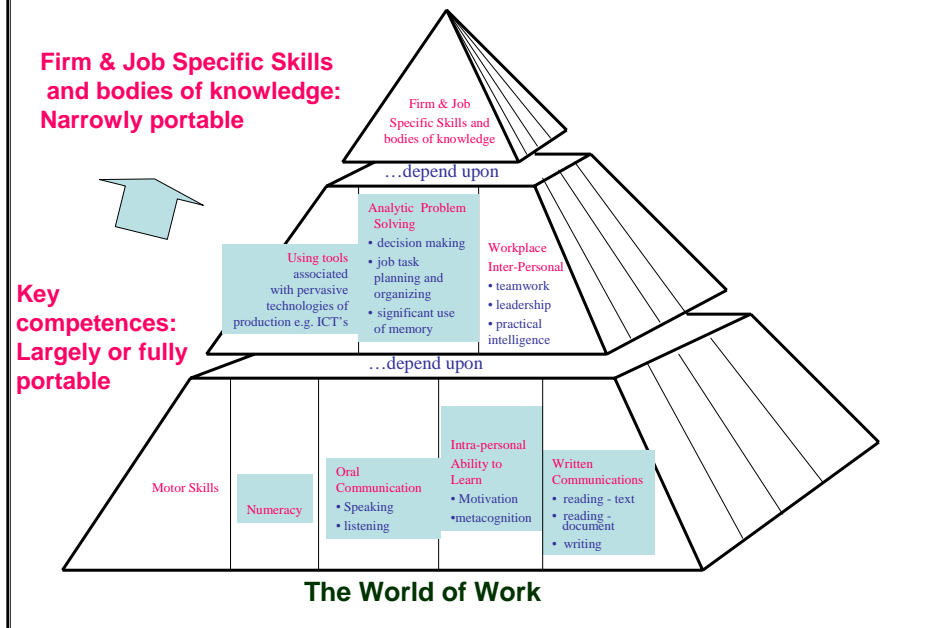 Firm & Job Specific Skills
and bodies of knowledge:
Narrowly portable
Firm & Job
Specific Skills and
bodies of knowledge
…depend upon
Key
competences:
Largely or fully
portable
Using tools
associated
with pervasive
technologies of
production e.g. ICT's
Analytic Problem
Solving
• decision making
• job task
planning and
organizing
• significant use
of memory
Workplace
Inter-Personal
• teamwork
• leadership
• practical
intelligence
…depend upon
Motor Skills
Numeracy
Oral
Communication
• Speaking
• listening
Intra-personal
Ability to
Learn
• Motivation
•metacognition
Written
Communications
• reading - text
• reading -
document
• writing
The World of Work